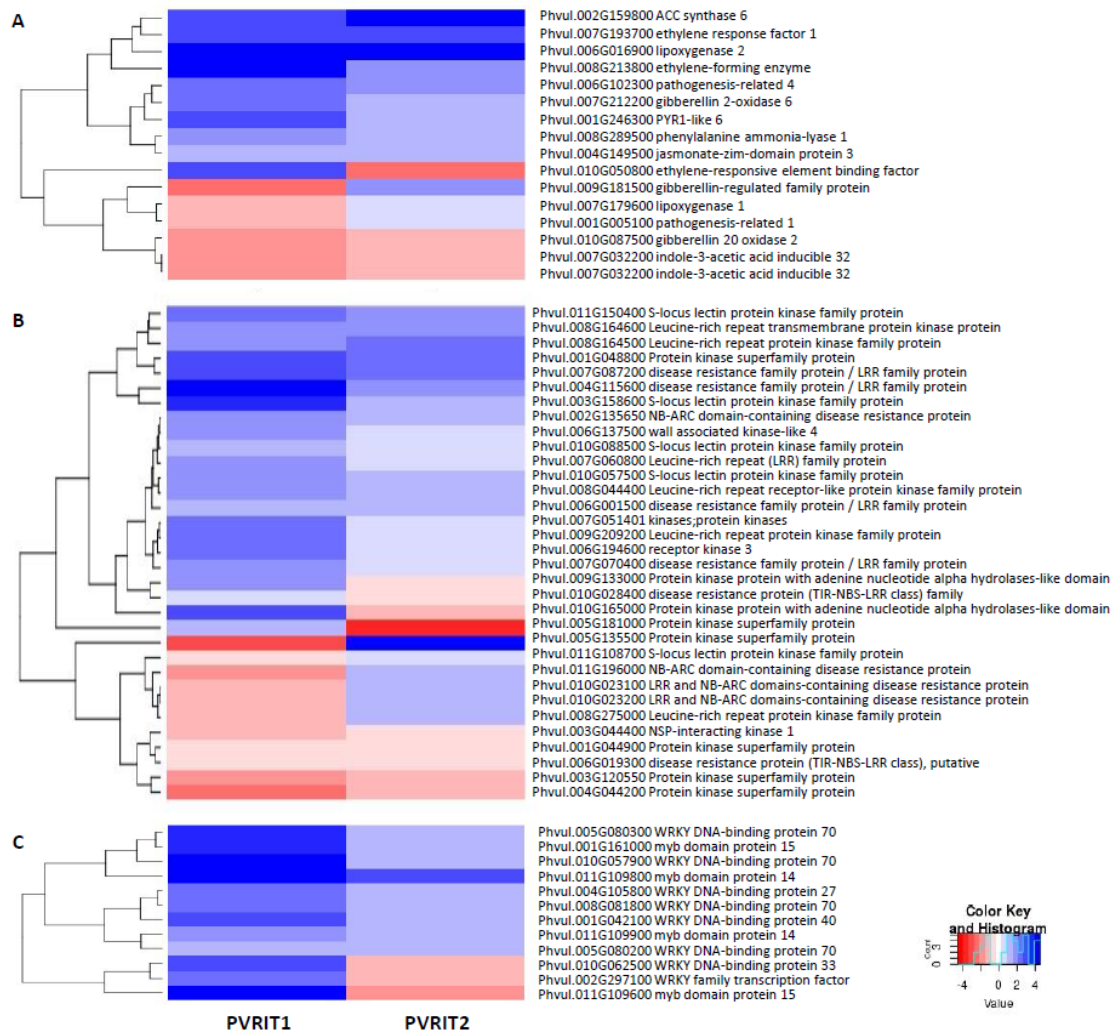 A
Phvul.002G159800 ACC synthase 6
Phvul.007G193700 ethylene response factor 1
Phvul.006G016900 lipoxygenase 2
Phvul.008G213800 ethylene-forming enzyme
Phvul.006G102300 pathogenesis-related 4
Phvul.007G212200 gibberellin 2-oxidase 6
Phvul.001G246300 PYR1-like 6
Phvul.008G289500 phenylalanine ammonia-lyase 1
Phvul.004G149500 jasmonate-zim-domain protein 3
Phvul.010G050800 ethylene-responsive element binding factor
Phvul.009G181500 gibberellin-regulated family protein
Phvul.007G179600 lipoxygenase 1
Phvul.001G005100 pathogenesis-related 1
Phvul.010G087500 gibberellin 20 oxidase 2
Phvul.007G032200 indole-3-acetic acid inducible 32
Phvul.007G032200 indole-3-acetic acid inducible 32
B
Phvul.011G150400 S-locus lectin protein kinase family protein
Phvul.008G164600 Leucine-rich repeat transmembrane protein kinase protein
Phvul.008G164500 Leucine-rich repeat protein kinase family protein
Phvul.001G048800 Protein kinase superfamily protein
Phvul.007G087200 disease resistance family protein / LRR family protein
Phvul.004G115600 disease resistance family protein / LRR family protein
Phvul.003G158600 S-locus lectin protein kinase family protein
Phvul.002G135650 NB-ARC domain-containing disease resistance protein
Phvul.006G137500 wall associated kinase-like 4
Phvul.010G088500 S-locus lectin protein kinase family protein
Phvul.007G060800 Leucine-rich repeat (LRR) family protein
Phvul.010G057500 S-locus lectin protein kinase family protein
Phvul.008G044400 Leucine-rich repeat receptor-like protein kinase family protein
Phvul.006G001500 disease resistance family protein / LRR family protein
Phvul.007G051401 kinases;protein kinases
Phvul.009G209200 Leucine-rich repeat protein kinase family protein
Phvul.006G194600 receptor kinase 3
Phvul.007G070400 disease resistance family protein / LRR family protein
Phvul.009G133000 Protein kinase protein with adenine nucleotide alpha hydrolases-like domain
Phvul.010G028400 disease resistance protein (TIR-NBS-LRR class) family
Phvul.010G165000 Protein kinase protein with adenine nucleotide alpha hydrolases-like domain
Phvul.005G181000 Protein kinase superfamily protein
Phvul.005G135500 Protein kinase superfamily protein
Phvul.011G108700 S-locus lectin protein kinase family protein
Phvul.011G196000 NB-ARC domain-containing disease resistance protein
Phvul.010G023100 LRR and NB-ARC domains-containing disease resistance protein
Phvul.010G023200 LRR and NB-ARC domains-containing disease resistance protein
Phvul.008G275000 Leucine-rich repeat protein kinase family protein
Phvul.003G044400 NSP-interacting kinase 1
Phvul.001G044900 Protein kinase superfamily protein
Phvul.006G019300 disease resistance protein (TIR-NBS-LRR class), putative
Phvul.003G120550 Protein kinase superfamily protein
Phvul.004G044200 Protein kinase superfamily protein
C
Phvul.005G080300 WRKY DNA-binding protein 70
Phvul.001G161000 myb domain protein 15
Phvul.010G057900 WRKY DNA-binding protein 70
Phvul.011G109800 myb domain protein 14
Phvul.004G105800 WRKY DNA-binding protein 27
Phvul.008G081800 WRKY DNA-binding protein 70
Phvul.001G042100 WRKY DNA-binding protein 40
Phvul.011G109900 myb domain protein 14
Phvul.005G080200 WRKY DNA-binding protein 70
Phvul.010G062500 WRKY DNA-binding protein 33
Phvul.002G297100 WRKY family transcription factor
Phvul.011G109600 myb domain protein 15
Color Key
and Histogram
Count
0 3
-4 -2 0 2 4
Value
PVRIT1 PVRIT2